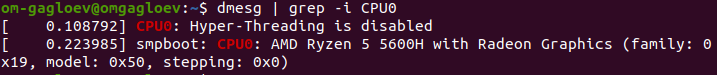 om-gagloev@omgagloev:~$ dmesg | grep -i CPU0
[    0.108792] CPU0: Hyper-Threading is disabled
[    0.223985] smpboot: CPU0: AMD Ryzen 5 5600H with Radeon Graphics (family: 0
x19, model: 0x50, stepping: 0x0)